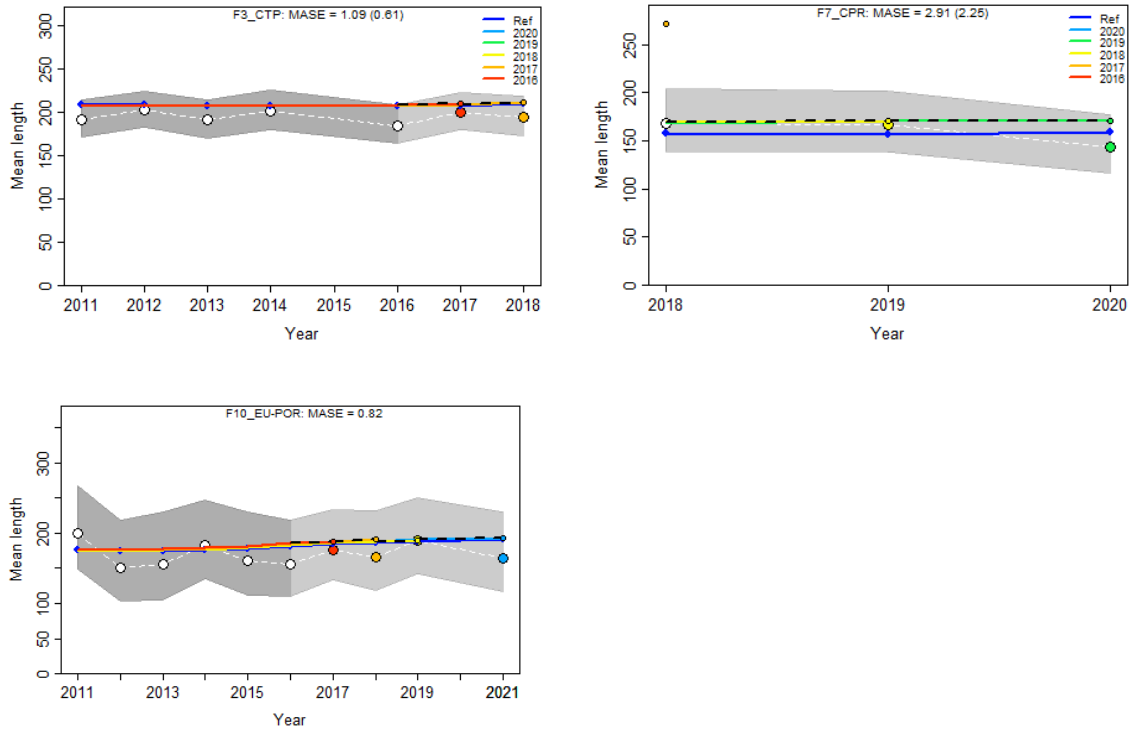 F3_CTP: MASE = 1.09 (0.61)
Mean length
300
250
200
150
100
50
0
Ref
2020
2019
2018
2017
2016
2011 2012 2013 2014 2015 2016 2017 2018
Year
F7_CPR: MASE = 2.91 (2.25)
Mean length
250
200
150
100
50
0
Ref
2020
2019
2018
2017
2016
2018 2019 2020
Year
F10_EU-POR: MASE = 0.82
Mean length
300
200
100
50
0
2011 2013 2015 2017 2019 2021
Year